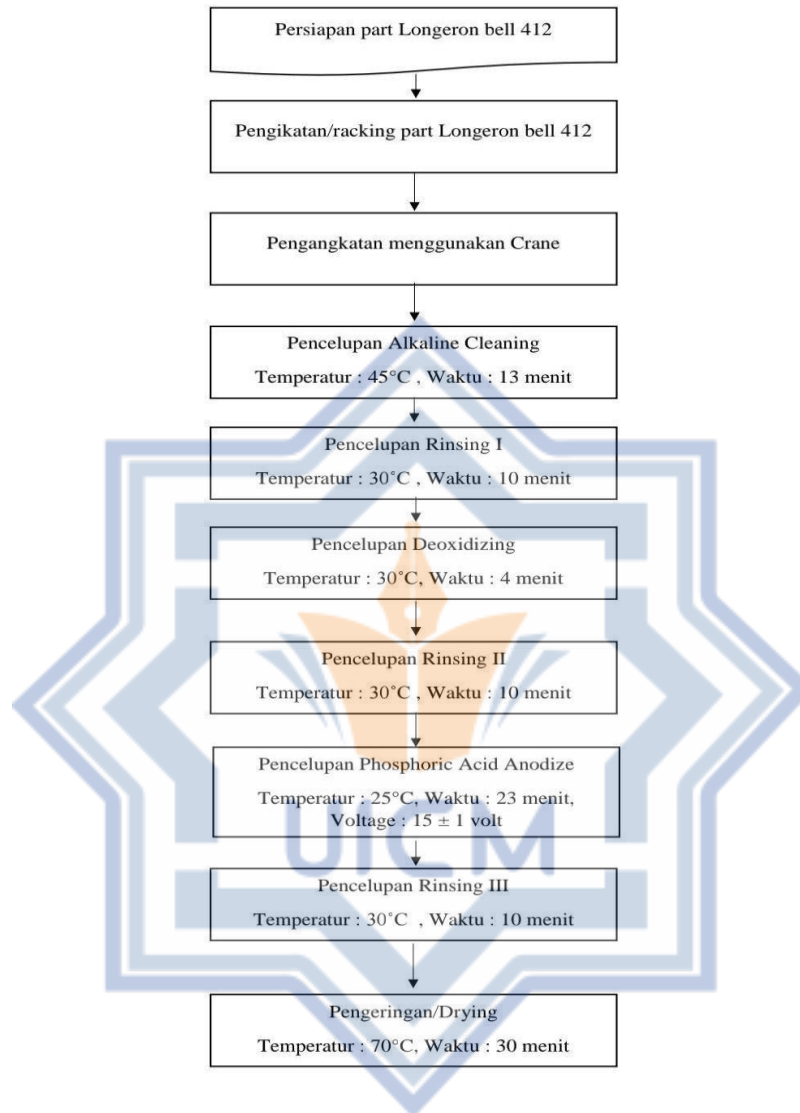 Persiapan part Longeron bell 412
Pengikatan/racking part Longeron bell 412
Pengangkatan menggunakan Crane
Pencelupan Alkaline Cleaning
Temperatur : 45°C , Waktu : 13 menit
Pencelupan Rinsing I
Temperatur : 30˚C , Waktu : 10 menit
Pencelupan Deoxidizing
Temperatur : 30˚C, Waktu : 4 menit
Pencelupan Rinsing II
Temperatur : 30˚C , Waktu : 10 menit
Pencelupan Phosphoric Acid Anodize
Temperatur : 25°C, Waktu : 23 menit,
Voltage : 15 ± 1 volt
UICM
Pencelupan Rinsing III
Temperatur : 30˚C , Waktu : 10 menit
Pengeringan/Drying
Temperatur : 70°C, Waktu : 30 menit